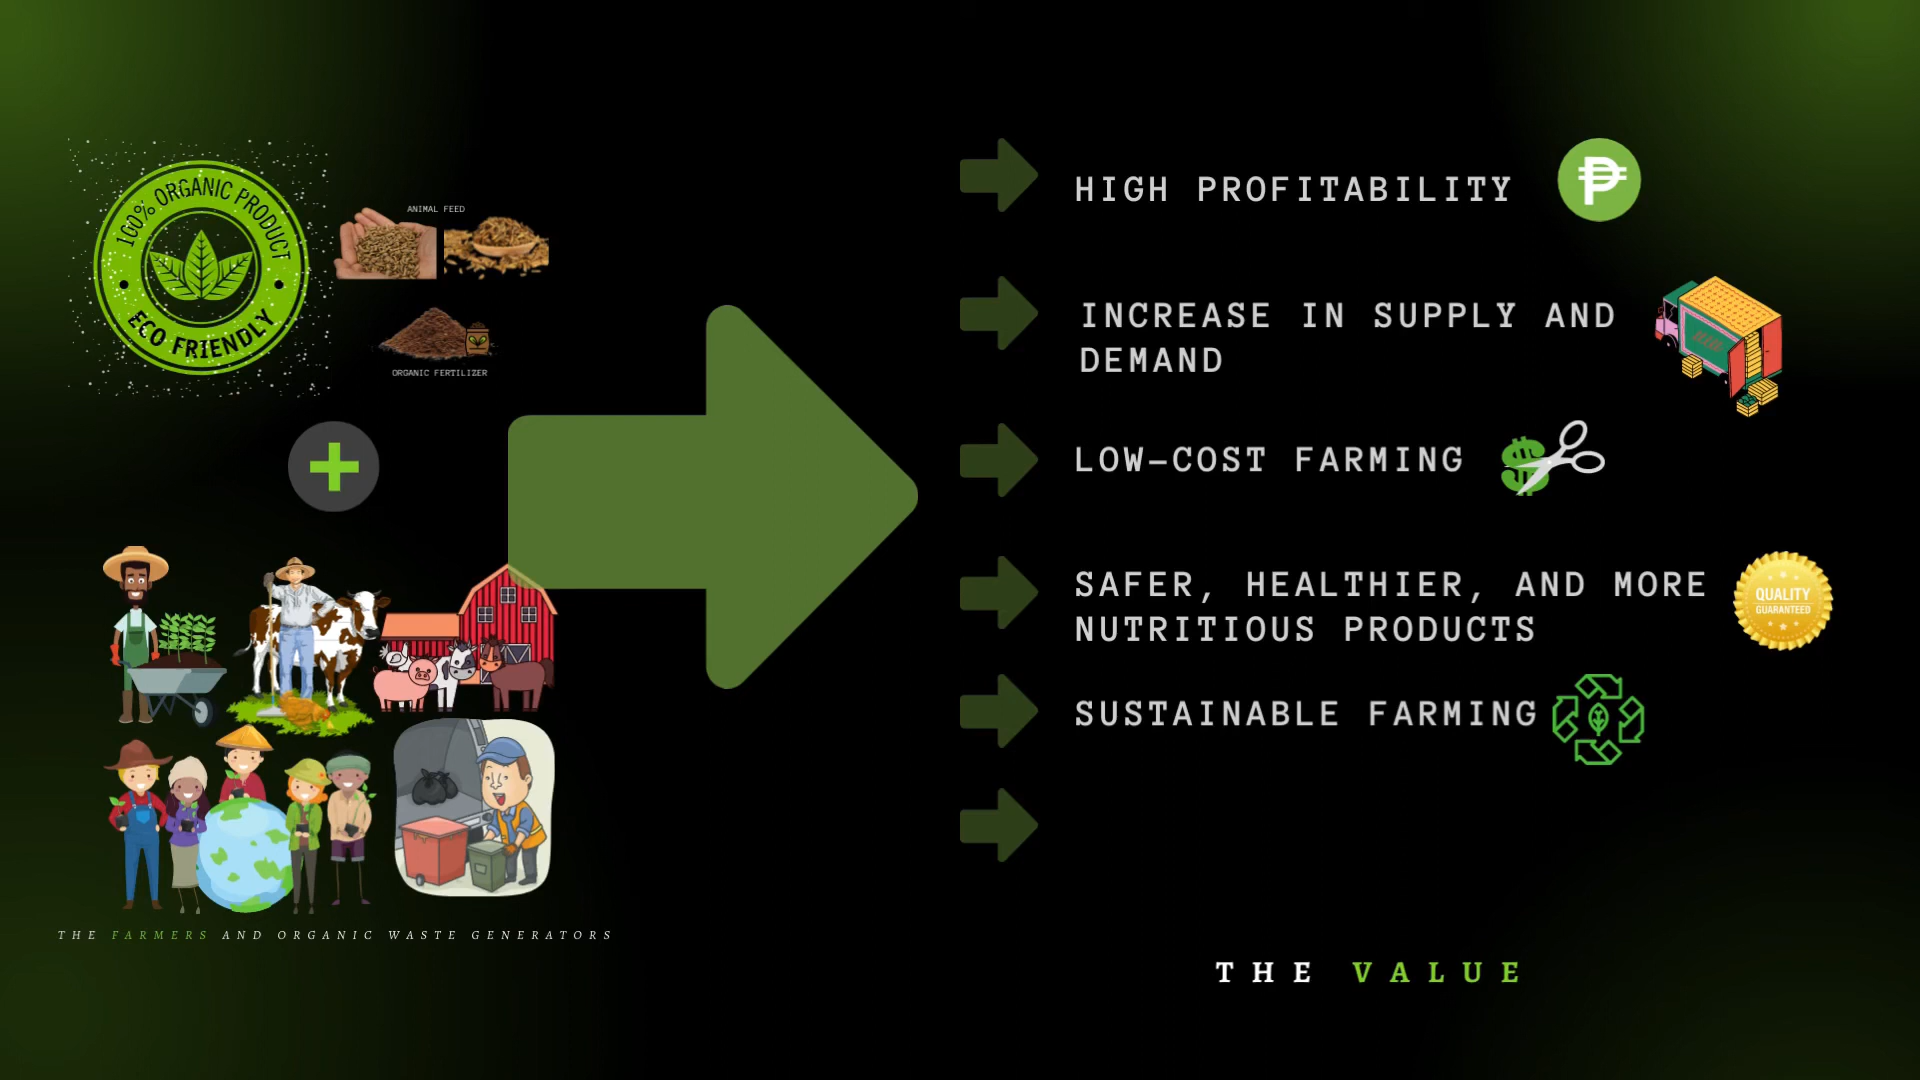 100% ORGANIC PRODUCT
ECO FRIENDLY
ANIMAL FEED
ORGANIC FERTILIZER
THE FARMERS AND ORGANIC WASTE GENERATORS
HIGH PROFITABILITY
INCREASE IN SUPPLY AND
DEMAND
LOW-COST FARMING
SAFER, HEALTHIER, AND MORE
NUTRITIOUS PRODUCTS
QUALITY
GUARANTEED
SUSTAINABLE FARMING
THE VALUE